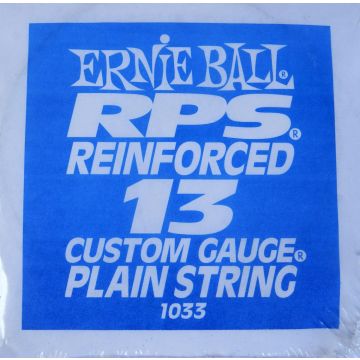 ERNIE BALL®
RPS®
REINFORCED
13
CUSTOM GAUGE®
PLAIN STRING
1033